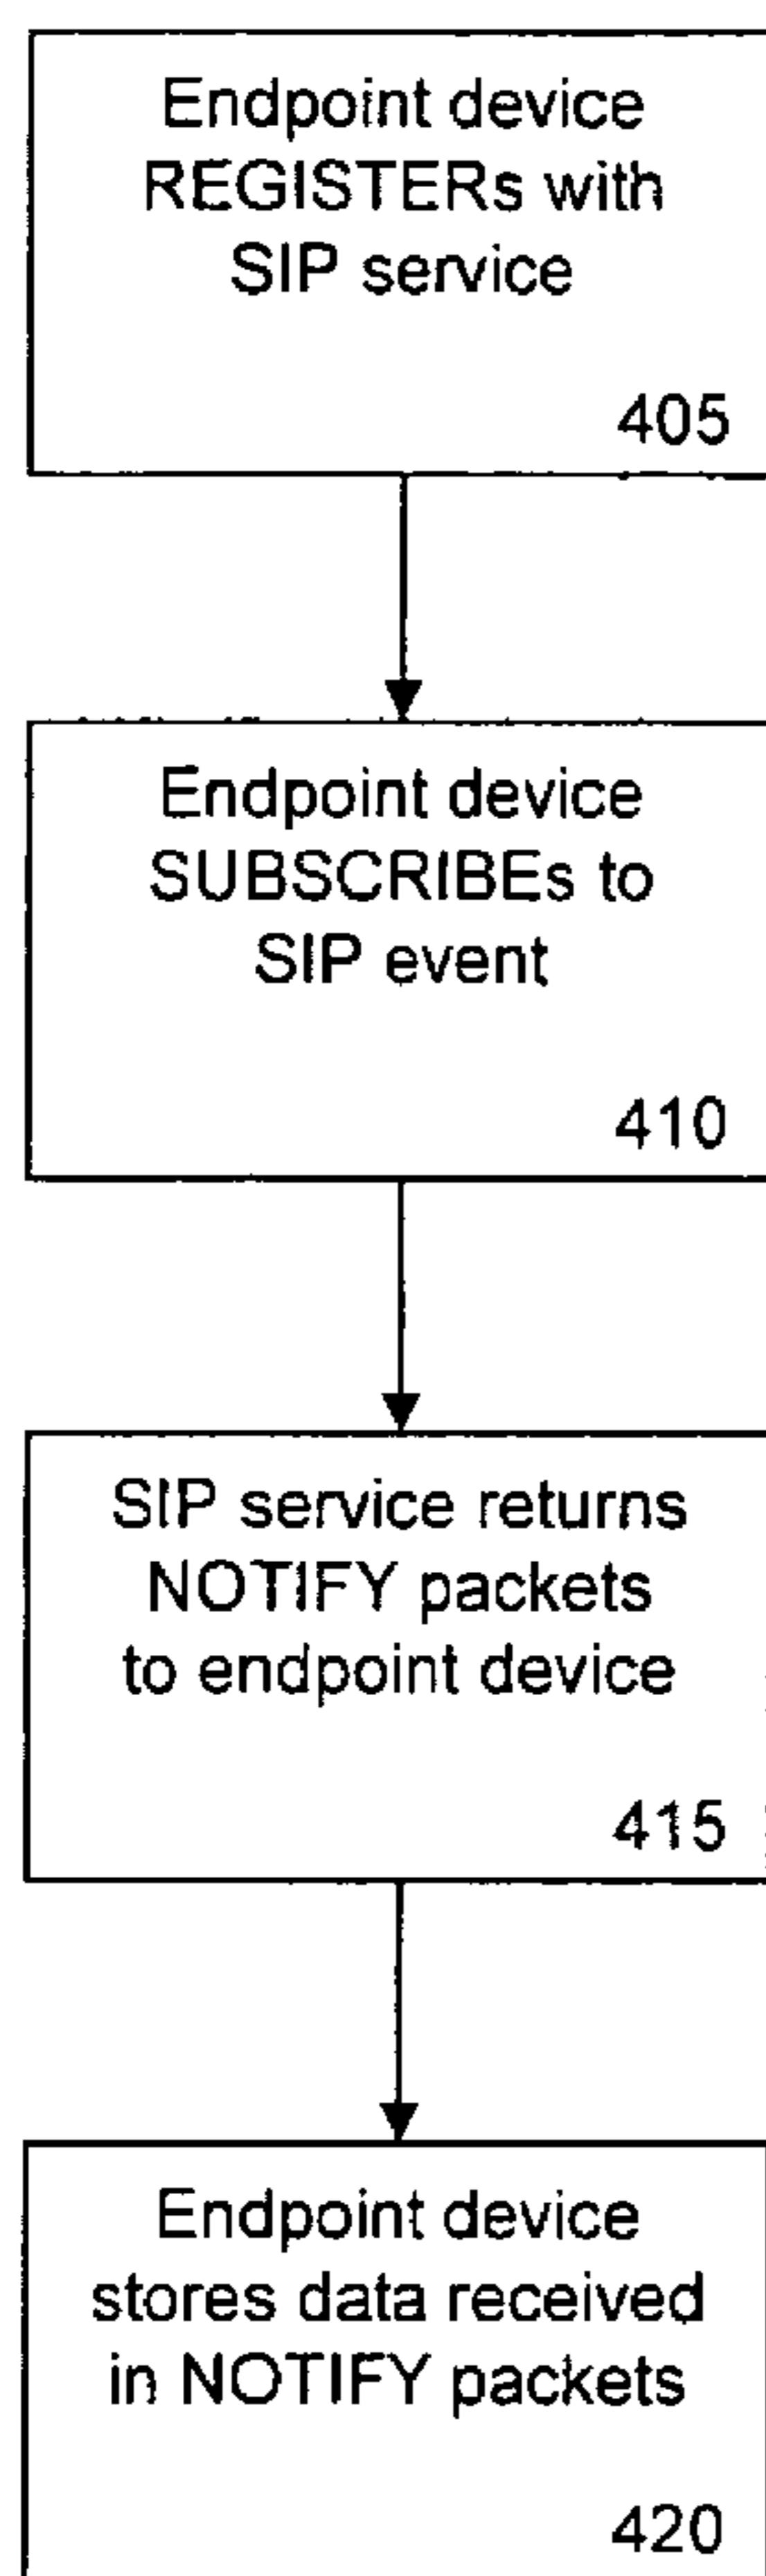 Endpoint device
REGISTERs with
SIP service
405
Endpoint device
SUBSCRIBEs to
SIP event
410
SIP service returns
NOTIFY packets
to endpoint device
415
Endpoint device
stores data received
in NOTIFY packets
420